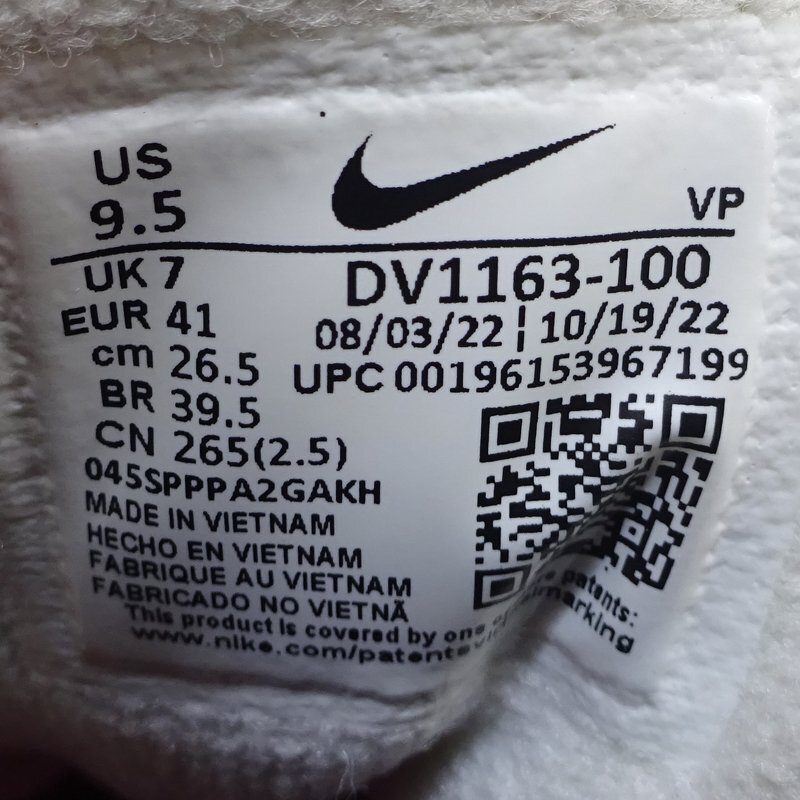 US
9.5
VP
UK 7
DV1163-100
EUR 41
08/03/22 | 10/19/22
cm 26.5
UPC 00196153967199
BR 39.5
CN 265(2.5)
045SPPPA2GAKH
MADE IN VIETNAM
HECHO EN VIETNAM
FABRIQUE AU VIETNAM
FABRICADO NO VIETNÃ
This product is covered by one patents:
www.nike.com/patents